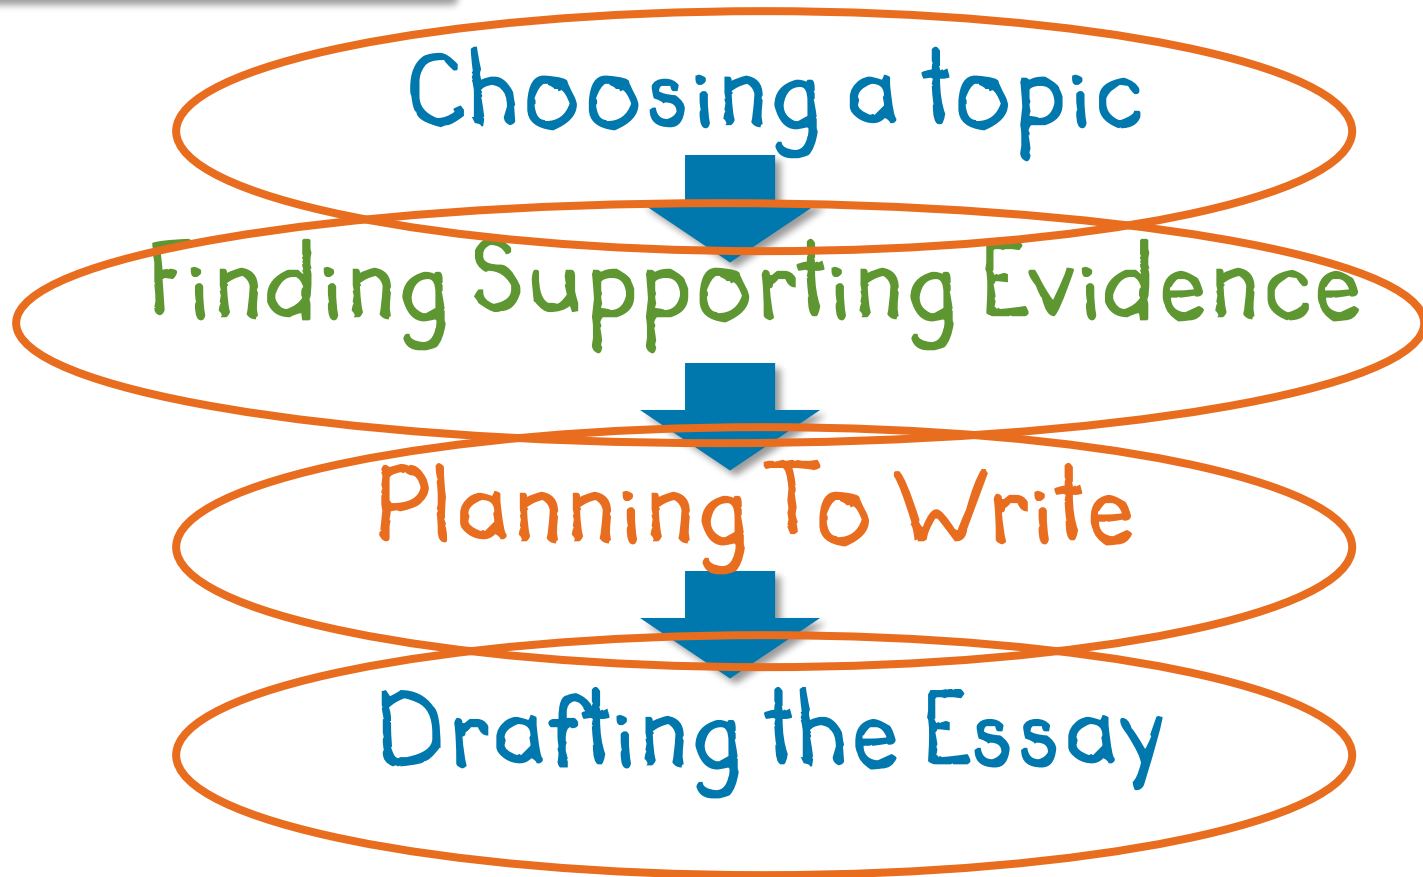 Choosing a topic
Finding Supporting Evidence
Planning To Write
Drafting the Essay